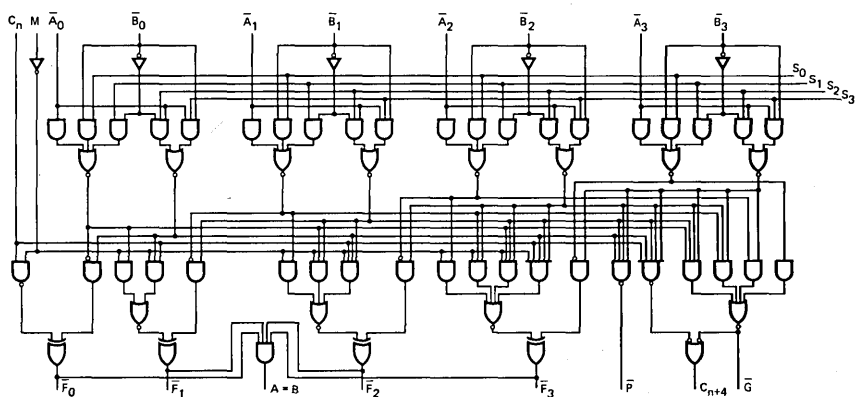 Cn M A̅0 B̅0 A̅1 B̅1 A̅2 B̅2 A̅3 B̅3
S0
S1
S2
S3
F̅0 F̅1 A = B F̅2 F̅3 P̅ Cn+4 G̅